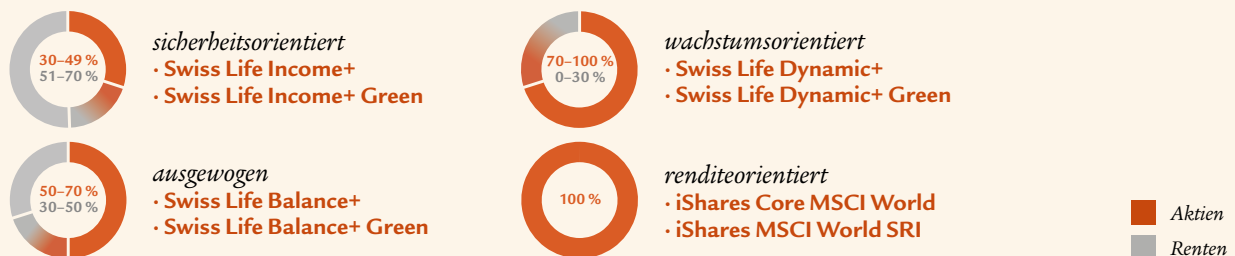 30–49 %
51–70 %
sicherheitsorientiert
· Swiss Life Income+
· Swiss Life Income+ Green
70–100 %
0–30 %
wachstumsorientiert
· Swiss Life Dynamic+
· Swiss Life Dynamic+ Green
50–70 %
30–50 %
ausgewogen
· Swiss Life Balance+
· Swiss Life Balance+ Green
100 %
renditeorientiert
· iShares Core MSCI World
· iShares MSCI World SRI
Aktien
Renten